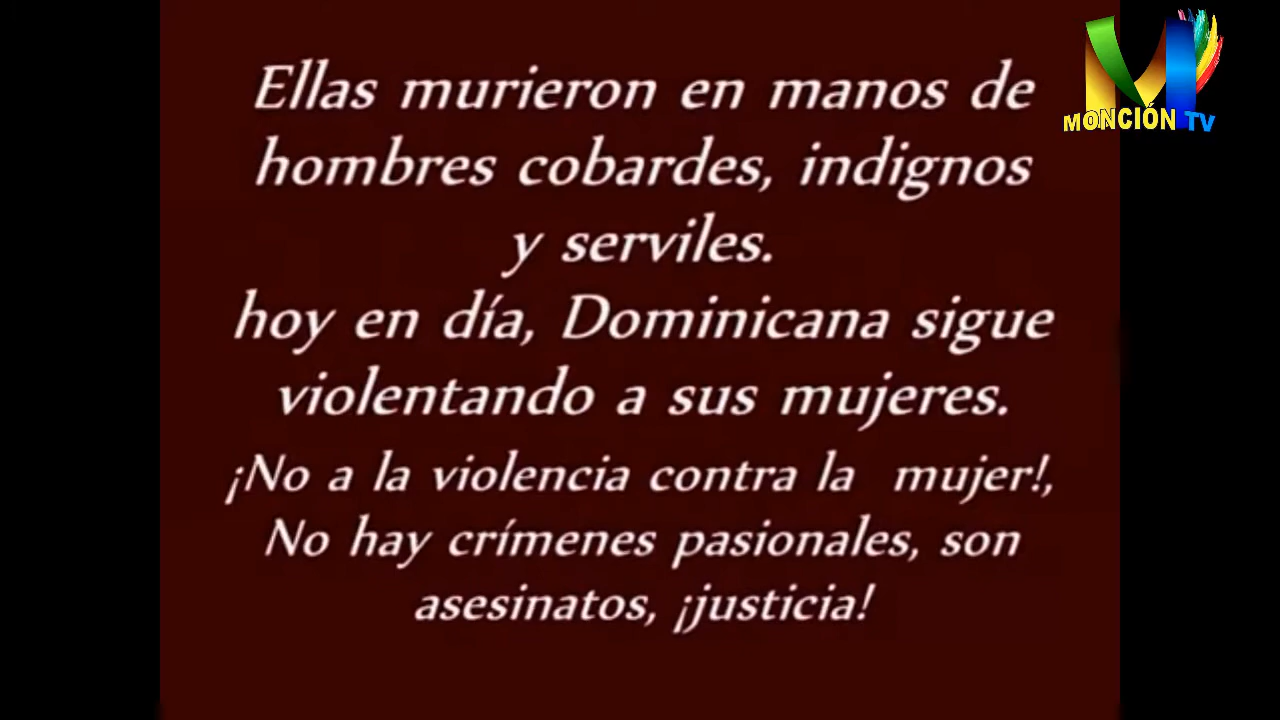 MONCIÓN TV
Ellas murieron en manos de
hombres cobardes, indignos
y serviles.
hoy en día, Dominicana sigue
violentando a sus mujeres.
¡No a la violencia contra la  mujer!,
No hay crímenes pasionales, son
asesinatos, ¡justicia!